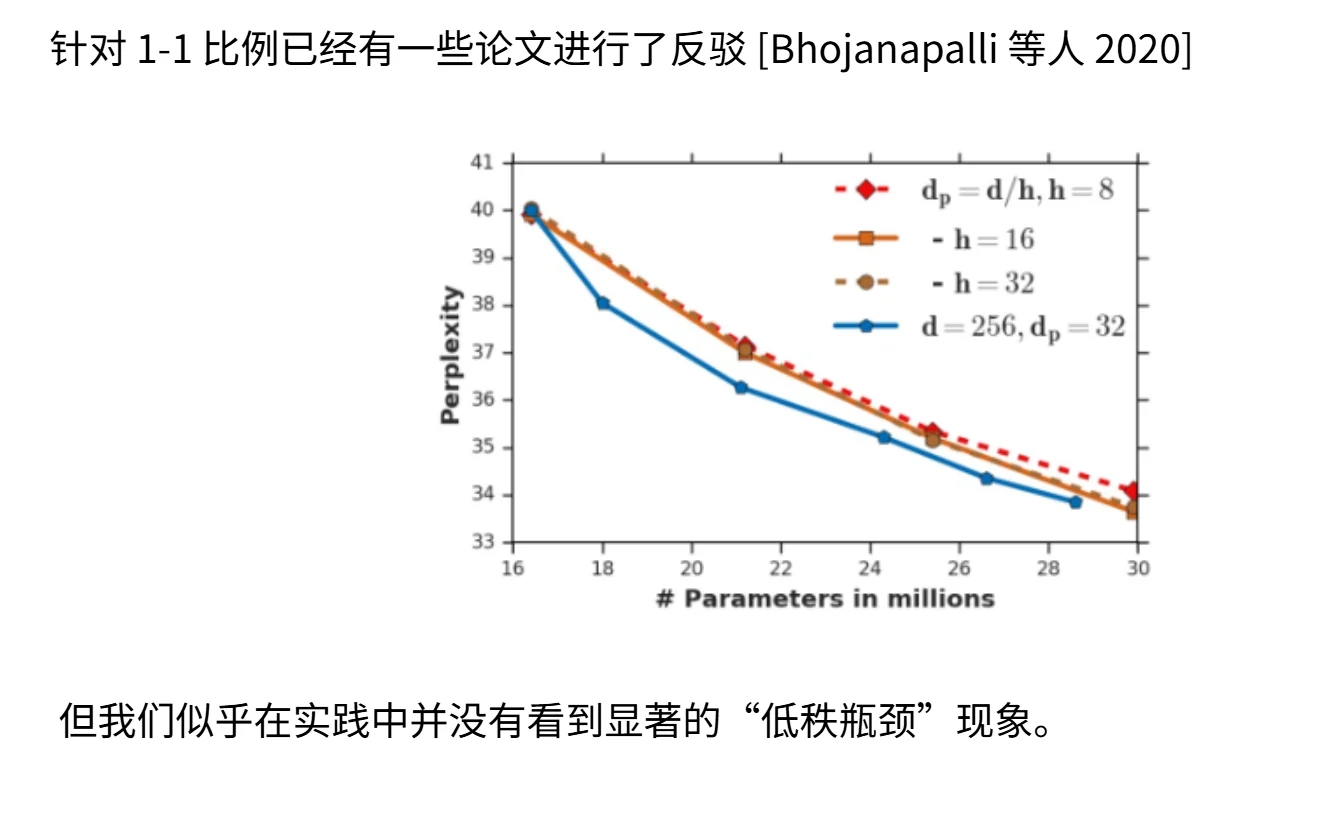 针对 1-1 比例已经有一些论文进行了反驳 [Bhojanapalli 等人 2020]
41
40
39
38
37
36
35
34
33
Perplexity
d_p = d/h, h = 8
- h = 16
- h = 32
d = 256, d_p = 32
16 18 20 22 24 26 28 30
# Parameters in millions
但我们似乎在实践中并没有看到显著的“低秩瓶颈”现象。